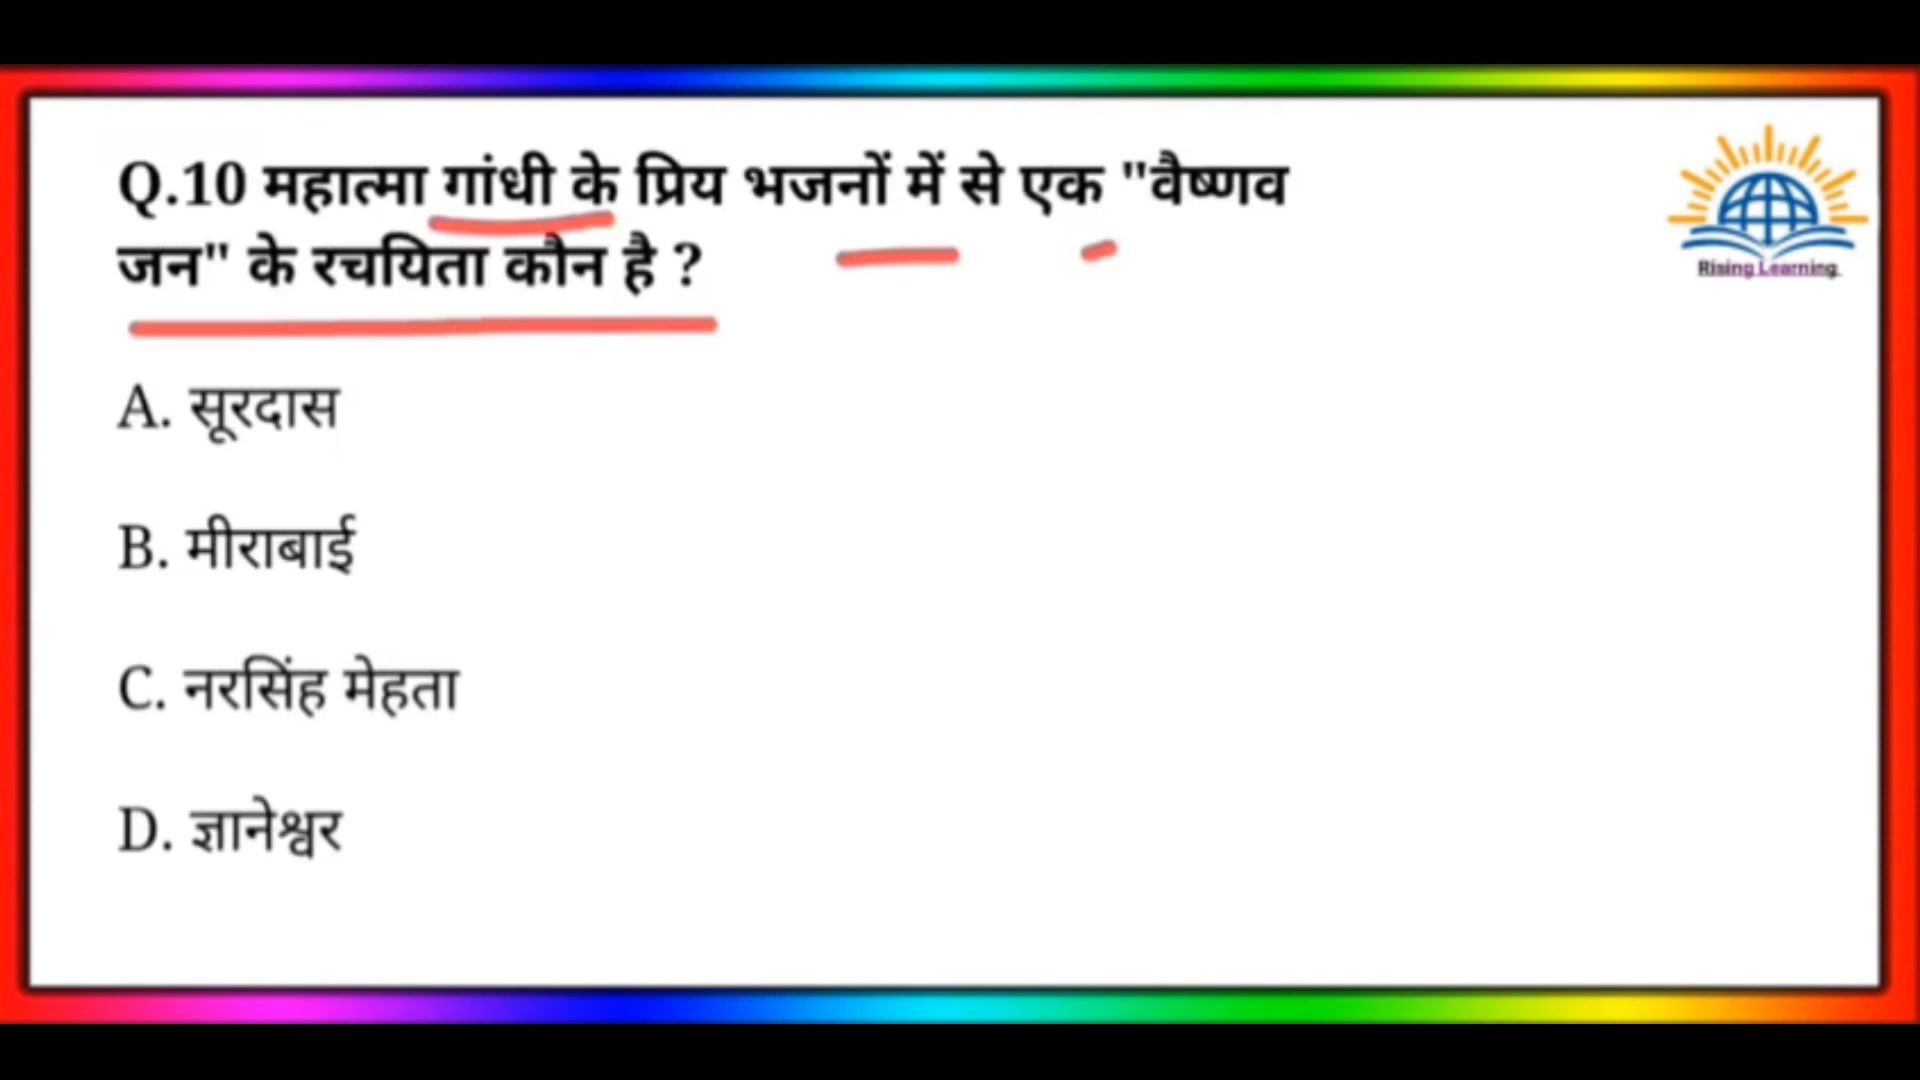 Q.10 महात्मा गांधी के प्रिय भजनों में से एक "वैष्णव
जन" के रचयिता कौन है ?
Rising Learning.
A. सूरदास
B. मीराबाई
C. नरसिंह मेहता
D. ज्ञानेश्वर